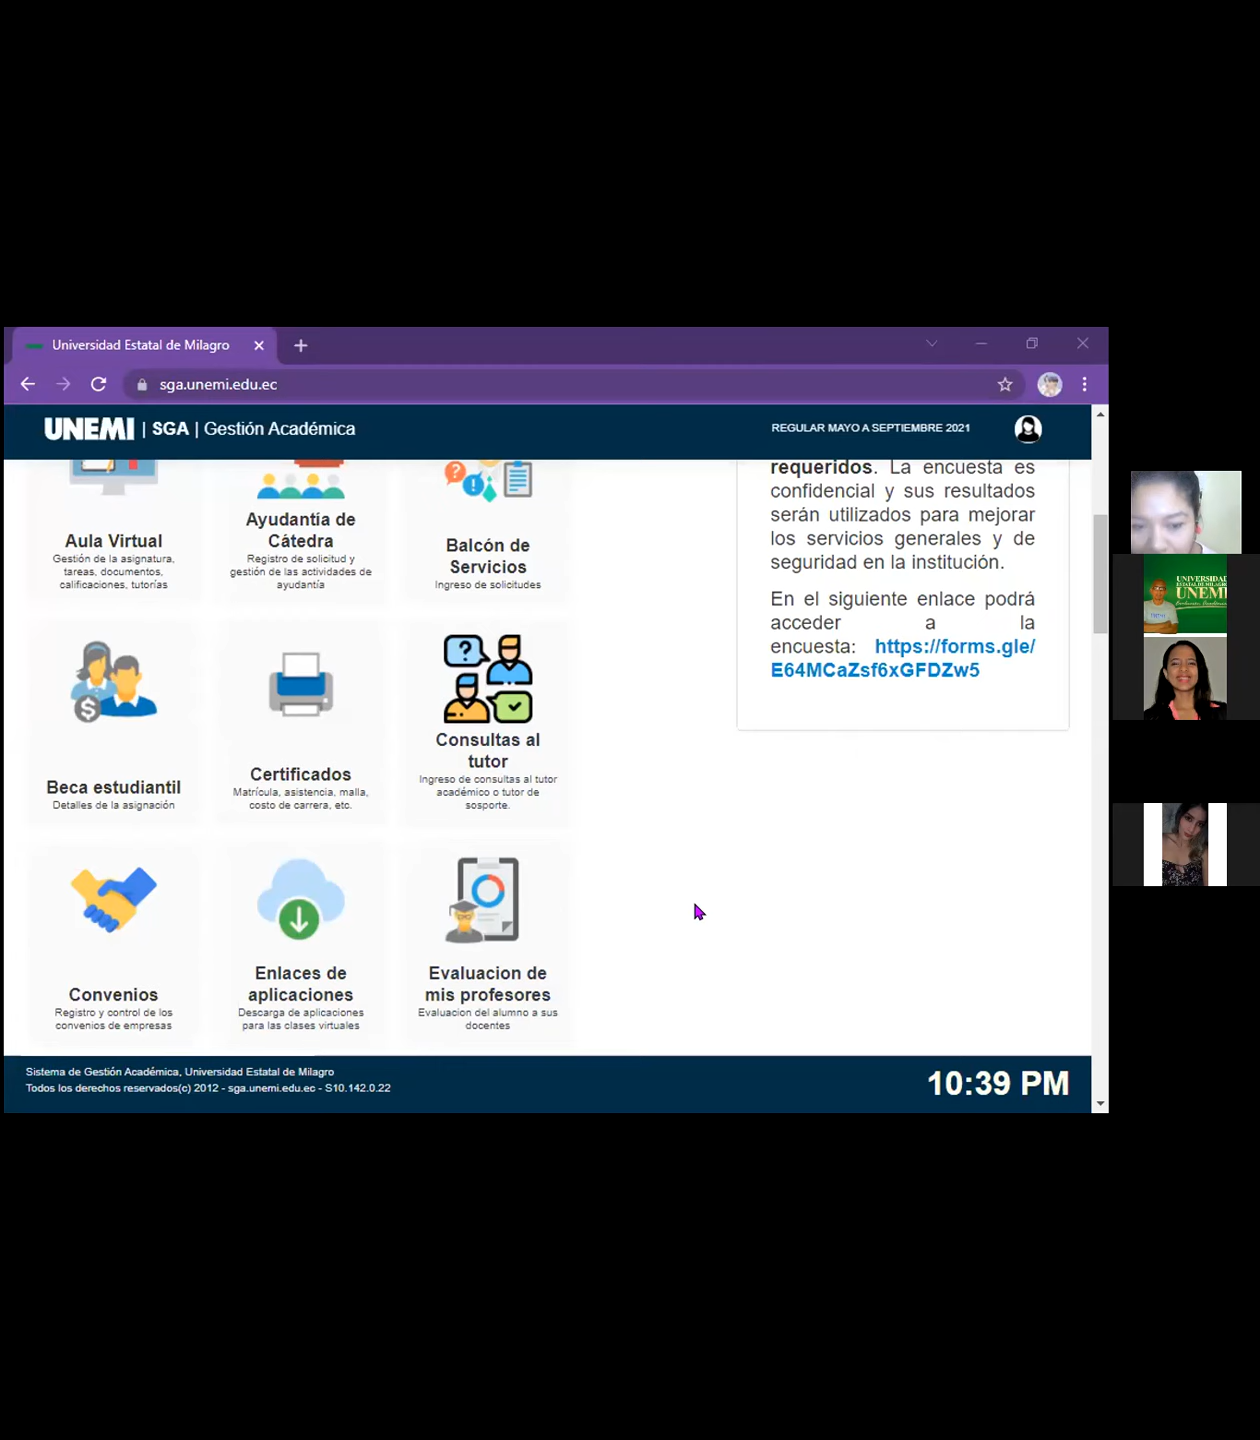 Universidad Estatal de Milagro
sga.unemi.edu.ec
UNEMI | SGA | Gestión Académica
REGULAR MAYO A SEPTIEMBRE 2021
Aula Virtual
Gestión de la asignatura,
tareas, documentos,
calificaciones, tutorías
Ayudantía de
Cátedra
Registro de solicitud y
gestión de las actividades de
ayudantía
Balcón de
Servicios
Ingreso de solicitudes
Beca estudiantil
Detalles de la asignación
Certificados
Matrícula, asistencia, malla,
costo de carrera, etc.
Consultas al
tutor
Ingreso de consultas al tutor
académico o tutor de
sosporte.
Convenios
Registro y control de los
convenios de empresas
Enlaces de
aplicaciones
Descarga de aplicaciones
para las clases virtuales
Evaluacion de
mis profesores
Evaluacion del alumno a sus
docentes
requeridos. La encuesta es
confidencial y sus resultados
serán utilizados para mejorar
los servicios generales y de
seguridad en la institución.
En el siguiente enlace podrá
acceder a la
encuesta: https://forms.gle/
E64MCaZsf6xGFDZw5
Sistema de Gestión Académica, Universidad Estatal de Milagro
Todos los derechos reservados(c) 2012 - sga.unemi.edu.ec - S10.142.0.22
10:39 PM
UNIVERSIDAD
ESTATAL DE MILAGRO
UNEMI